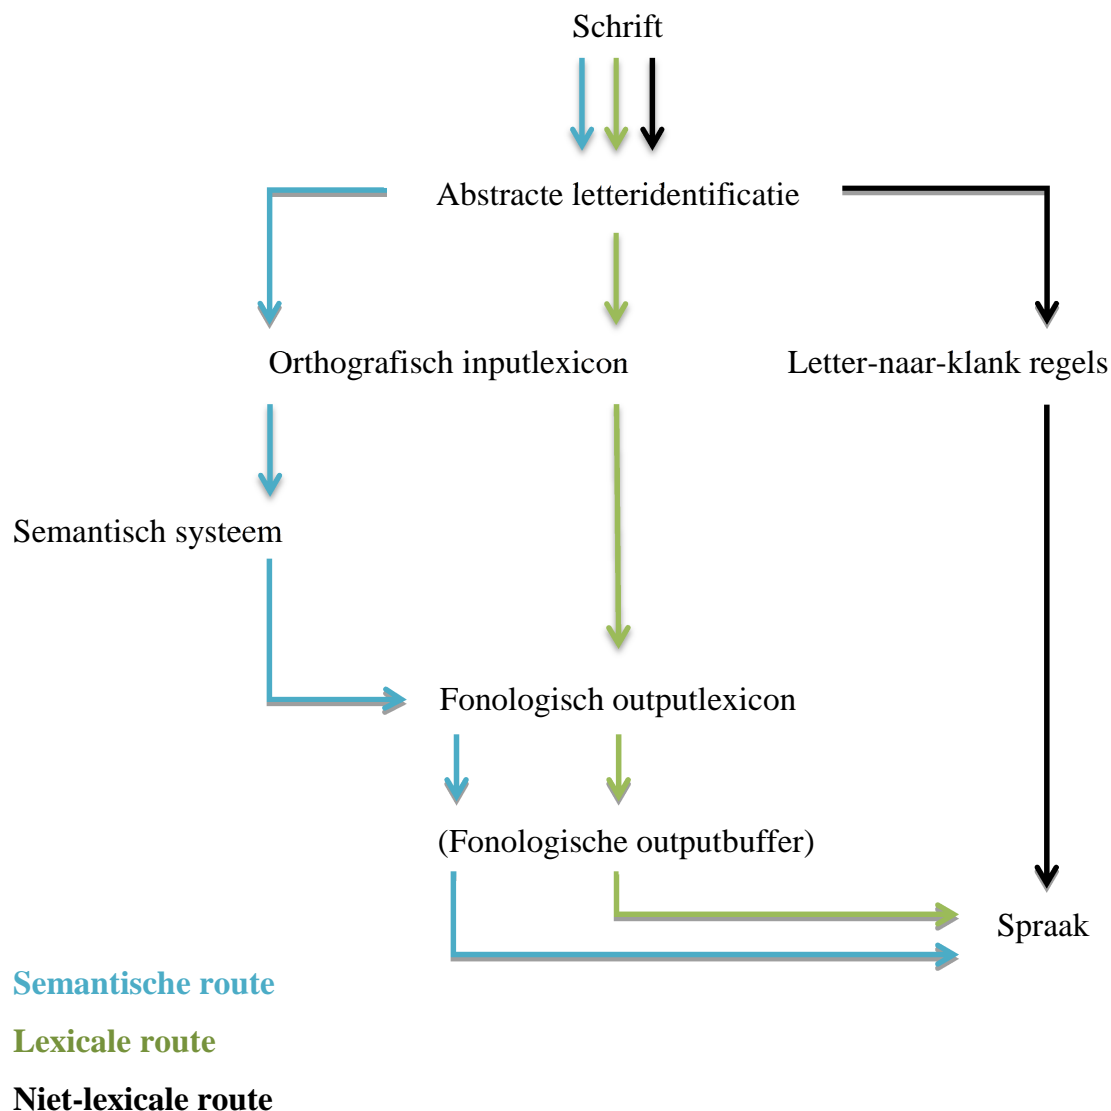 Schrift
Abstracte letteridentificatie
Orthografisch inputlexicon
Letter-naar-klank regels
Semantisch systeem
Fonologisch outputlexicon
(Fonologische outputbuffer)
Spraak
Semantische route
Lexicale route
Niet-lexicale route